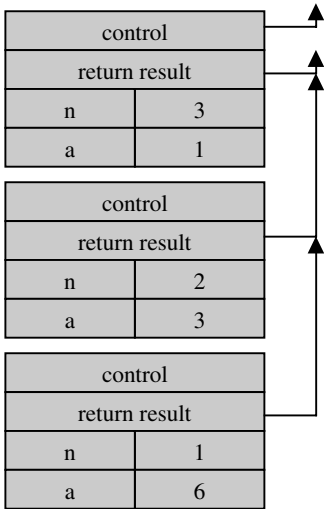 control
return result
n 3
a 1
control
return result
n 2
a 3
control
return result
n 1
a 6